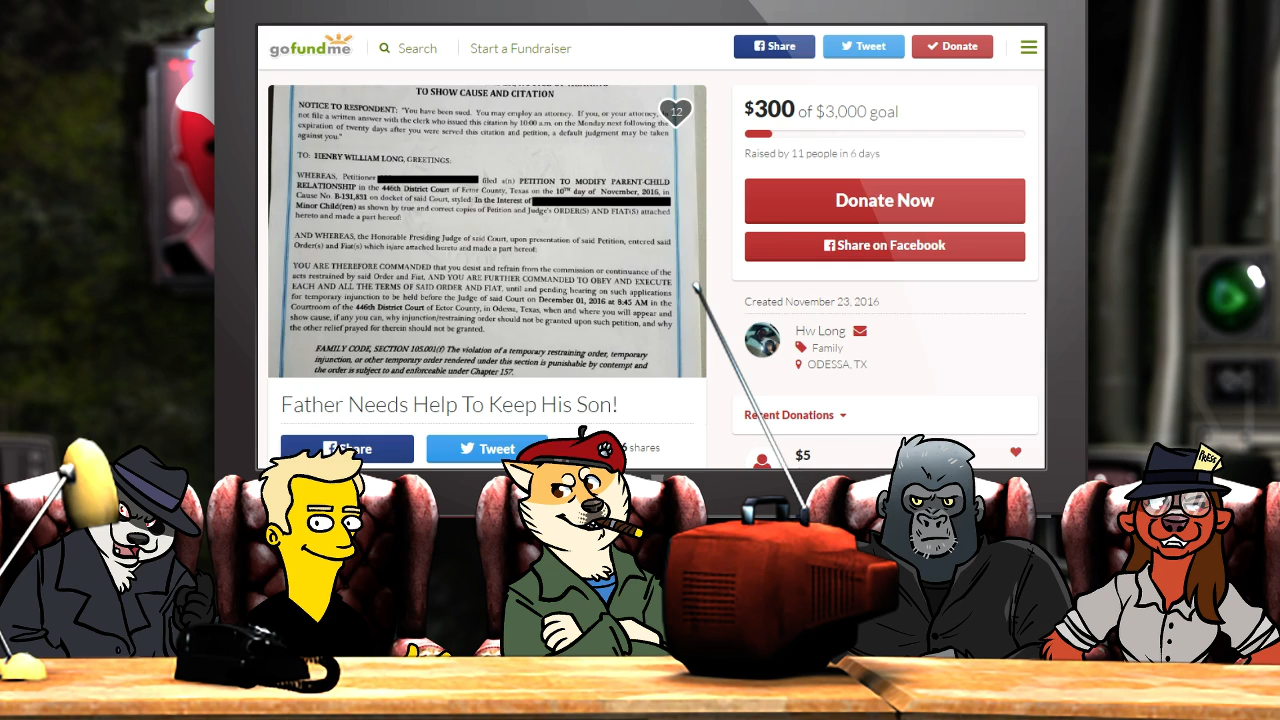 gofundme Search Start a Fundraiser Share Tweet Donate
TO SHOW CAUSE AND CITATION
12
NOTICE TO RESPONDENT: "You have been sued. You may employ an attorney. If you, or your attorney, do
not file a written answer with the clerk who issued this citation by 10:00 a.m. on the Monday next following the
expiration of twenty days after you were served this citation and petition, a default judgment may be taken
against you."
TO: HENRY WILLIAM LONG, GREETINGS:
WHEREAS, Petitioner filed a(n) PETITION TO MODIFY PARENT-CHILD
RELATIONSHIP in the 446th District Court of Ector County, Texas on the 10TH day of November, 2016, in
Cause No. B-131,831 on docket of said Court, styled: In the Interest of
Minor Child(ren) as shown by true and correct copies of Petition and Judge's ORDER(S) AND FIAT(S) attached
hereto and made a part hereof:
AND WHEREAS, the Honorable Presiding Judge of said Court, upon presentation of said Petition, entered said
Order(s) and Fiat(s) which is/are attached hereto and made a part hereof:
YOU ARE THEREFORE COMMANDED that you desist and refrain from the commission or continuance of the
acts restrained by said Order and Fiat, AND YOU ARE FURTHER COMMANDED TO OBEY AND EXECUTE
EACH AND ALL THE TERMS OF SAID ORDER AND FIAT, until and pending hearing on such applications
for temporary injunction to be held before the Judge of said Court on December 01, 2016 at 8:45 AM in the
Courtroom of the 446th District Court of Ector County, in Odessa, Texas, when and where you will appear and
show cause, if any you can, why injunction/restraining order should not be granted upon such petition, and why
the other relief prayed for therein should not be granted.
FAMILY CODE, SECTION 105.001(f) The violation of a temporary restraining order, temporary
injunction, or other temporary order rendered under this section is punishable by contempt and
the order is subject to and enforceable under Chapter 157.
Father Needs Help To Keep His Son!
Share Tweet shares
$300 of $3,000 goal
Raised by 11 people in 6 days
Donate Now
Share on Facebook
Created November 23, 2016
Hw Long
Family
ODESSA, TX
Recent Donations
$5
PRESS